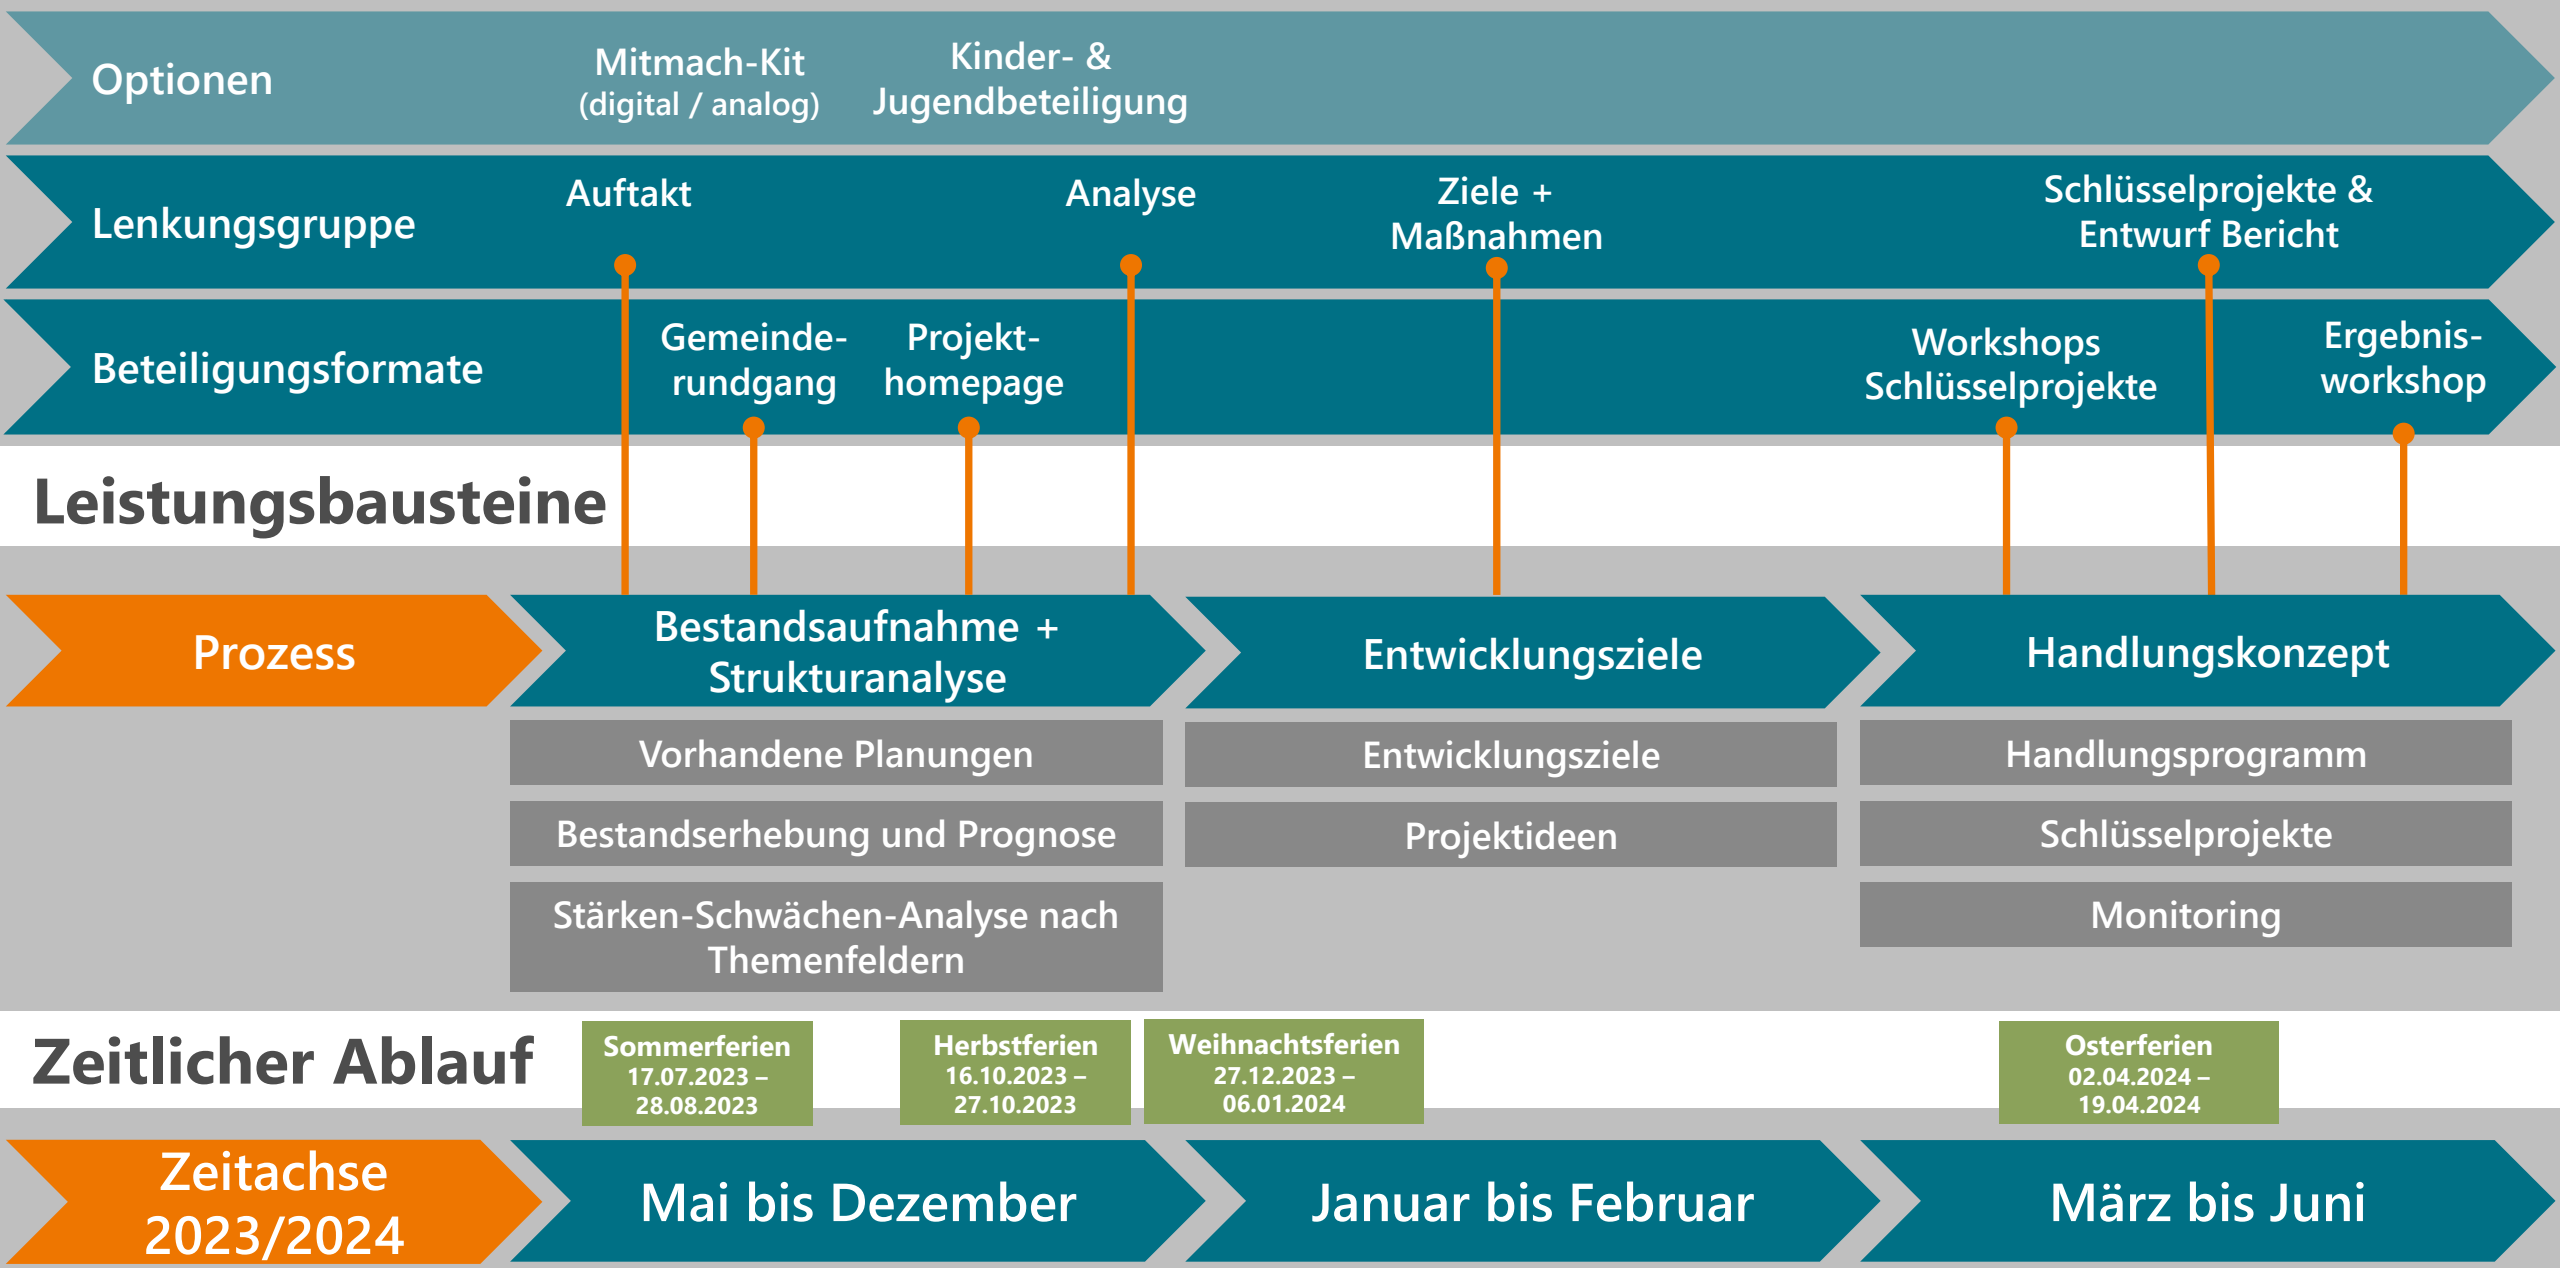 Optionen
Mitmach-Kit
(digital / analog)
Kinder- &
Jugendbeteiligung
Lenkungsgruppe
Auftakt
Analyse
Ziele +
Maßnahmen
Schlüsselprojekte &
Entwurf Bericht
Beteiligungsformate
Gemeinde-
rundgang
Projekt-
homepage
Workshops
Schlüsselprojekte
Ergebnis-
workshop
Leistungsbausteine
Prozess
Bestandsaufnahme +
Strukturanalyse
Entwicklungsziele
Handlungskonzept
Vorhandene Planungen
Bestandserhebung und Prognose
Stärken-Schwächen-Analyse nach
Themenfeldern
Entwicklungsziele
Projektideen
Handlungsprogramm
Schlüsselprojekte
Monitoring
Zeitlicher Ablauf
Sommerferien
17.07.2023 –
28.08.2023
Herbstferien
16.10.2023 –
27.10.2023
Weihnachtsferien
27.12.2023 –
06.01.2024
Osterferien
02.04.2024 –
19.04.2024
Zeitachse
2023/2024
Mai bis Dezember
Januar bis Februar
März bis Juni